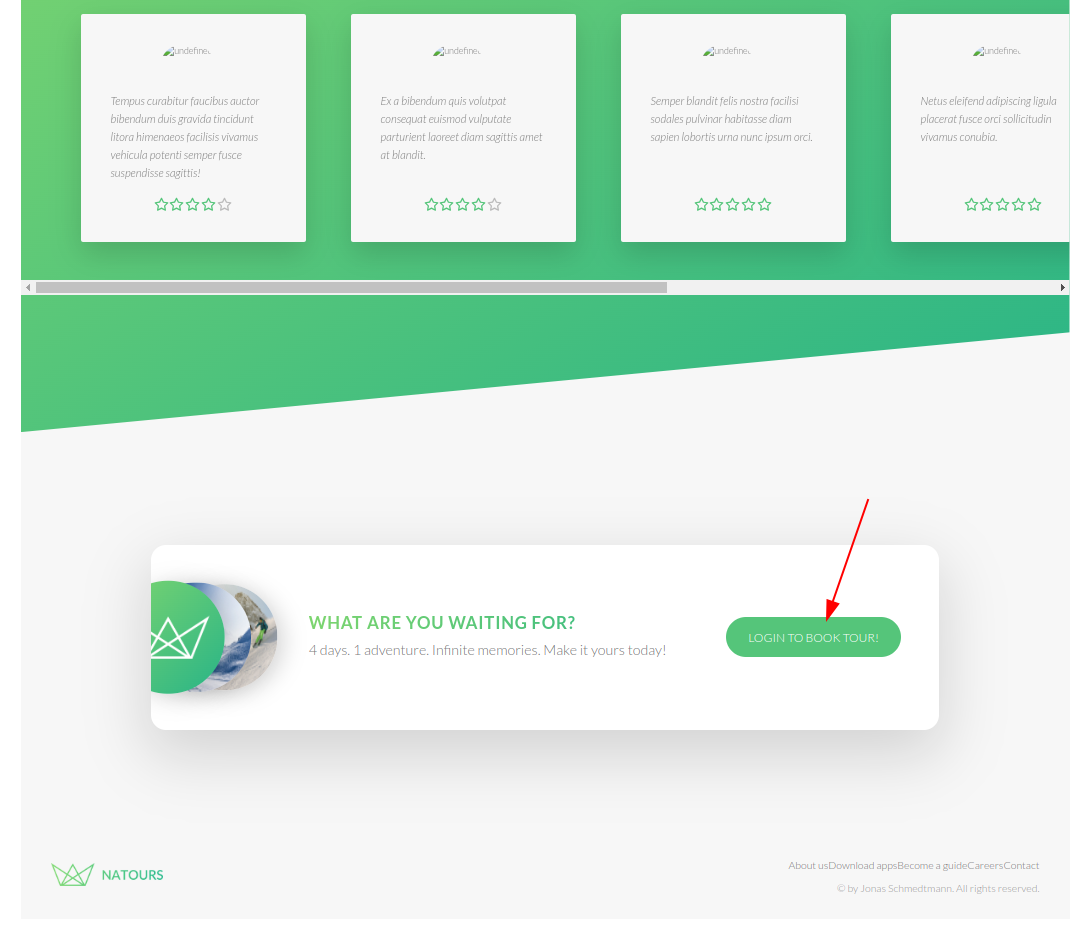 undefined
undefined
undefined
undefined
Tempus curabitur faucibus auctor
bibendum duis gravida tincidunt
litora himenaeos facilisis vivamus
vehicula potenti semper fusce
suspendisse sagittis!
Ex a bibendum quis volutpat
consequat euismod vulputate
parturient laoreet diam sagittis amet
at blandit.
Semper blandit felis nostra facilisi
sodales pulvinar habitasse diam
sapien lobortis urna nunc ipsum orci.
Netus eleifend adipiscing ligula
placerat fusce orci sollicitudin
vivamus conubia.
WHAT ARE YOU WAITING FOR?
4 days. 1 adventure. Infinite memories. Make it yours today!
LOGIN TO BOOK TOUR!
NATOURS
About usDownload appsBecome a guideCareersContact
© by Jonas Schmedtmann. All rights reserved.